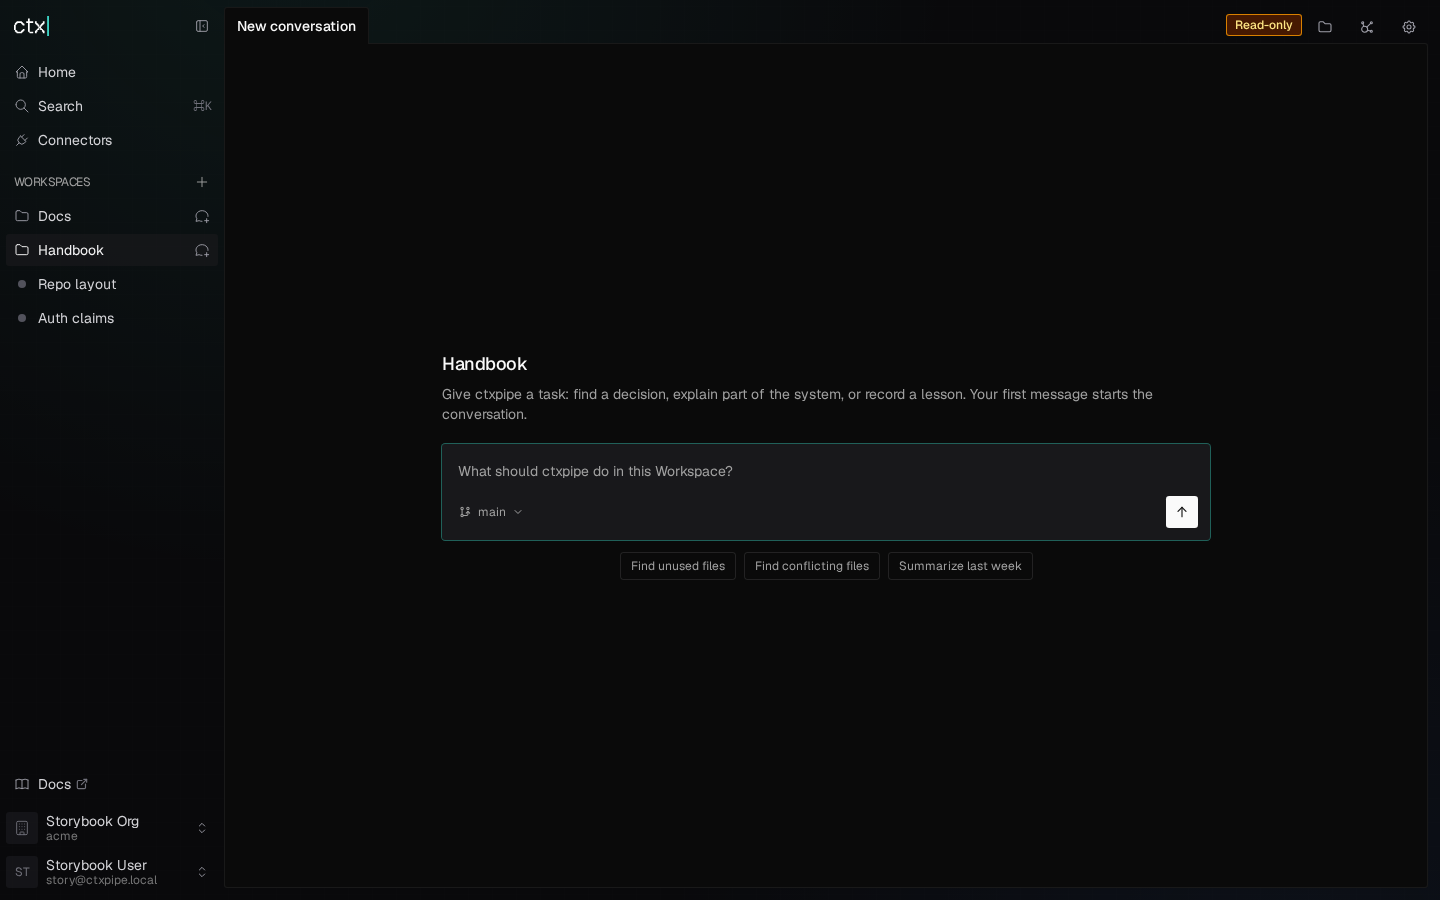 ctx
Home
Search ⌘K
Connectors
WORKSPACES
Docs
Handbook
Repo layout
Auth claims
Docs
Storybook Org
acme
ST
Storybook User
story@ctxpipe.local
New conversation
Read-only
Handbook
Give ctxpipe a task: find a decision, explain part of the system, or record a lesson. Your first message starts the
conversation.
What should ctxpipe do in this Workspace?
main
Find unused files
Find conflicting files
Summarize last week